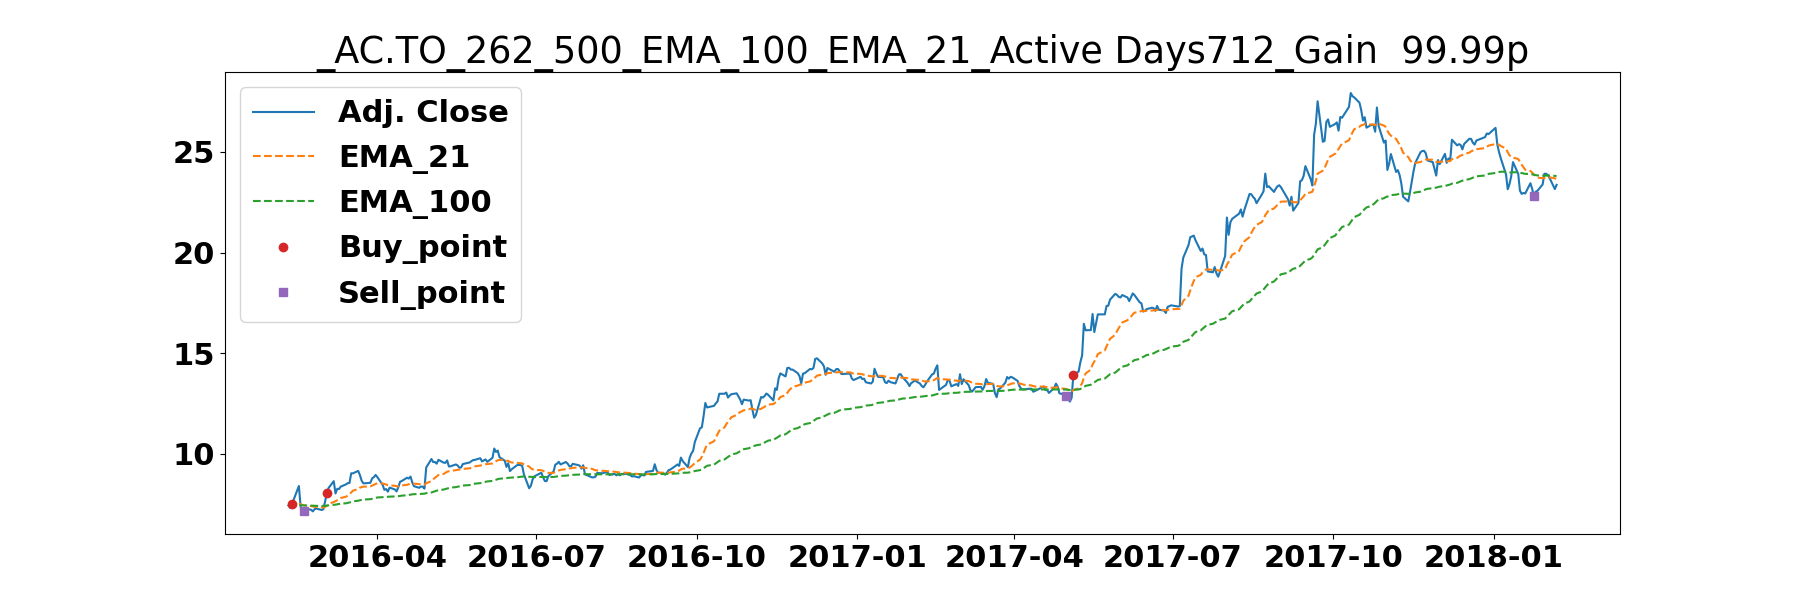 _AC.TO_262_500_EMA_100_EMA_21_Active Days712_Gain  99.99p
Adj. Close
EMA_21
EMA_100
Buy_point
Sell_point
25
20
15
10
2016-04 2016-07 2016-10 2017-01 2017-04 2017-07 2017-10 2018-01